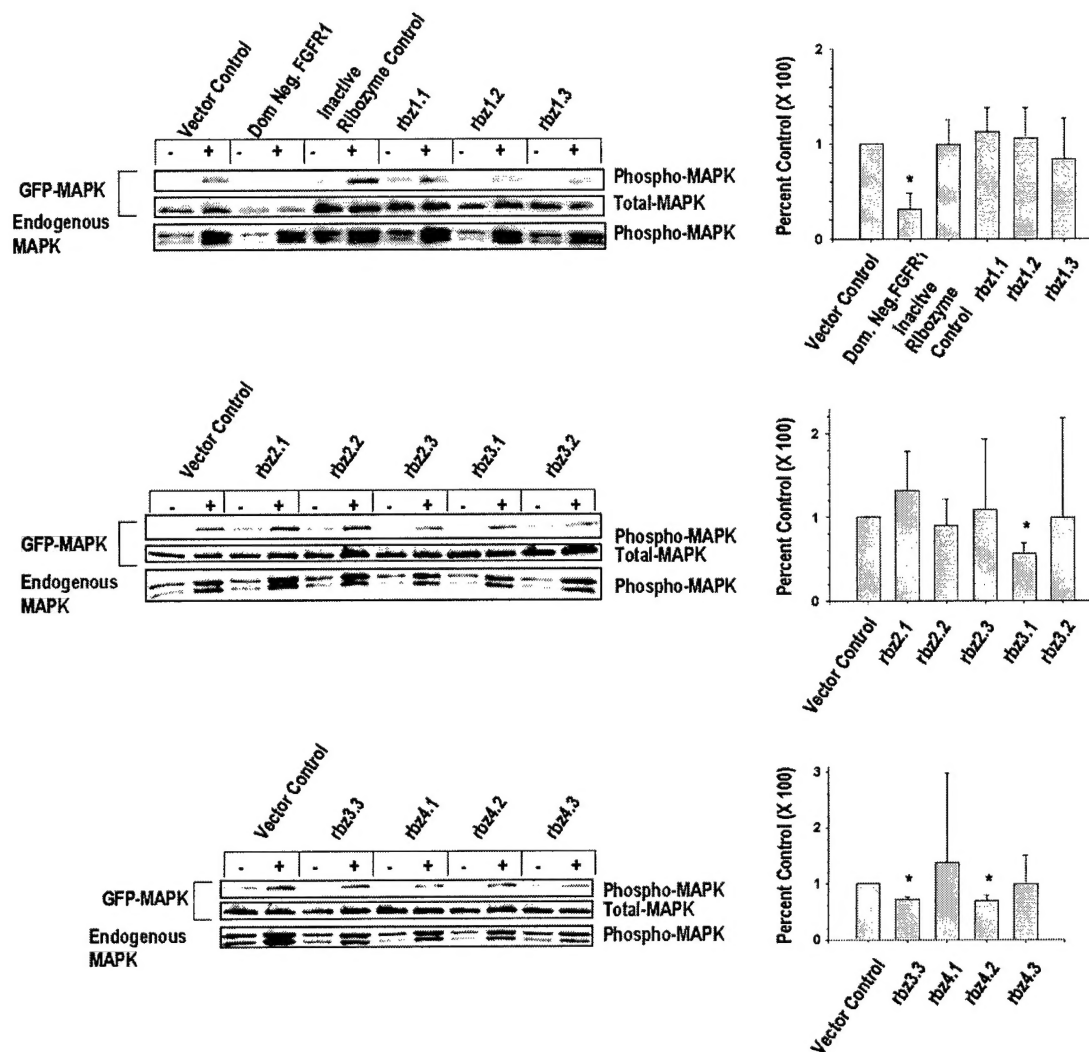 Vector Control
Dom Neg. FGFR1
Inactive
Ribozyme Control
rbz1.1
rbz1.2
rbz1.3
- + - + - + - + - + - +
GFP-MAPK
Phospho-MAPK
Total-MAPK
Endogenous
MAPK
Phospho-MAPK
Percent Control (X 100)
2
1
0
*
Vector Control
Dom. Neg.FGFR1
Inacitve
Ribozyme
Control
rbz1.1
rbz1.2
rbz1.3
Vector Control
rbz2.1
rbz2.2
rbz2.3
rbz3.1
rbz3.2
- + - + - + - + - + - +
GFP-MAPK
Phospho-MAPK
Total-MAPK
Endogenous
MAPK
Phospho-MAPK
Percent Control (X 100)
2
1
0
*
Vector Control
rbz2.1
rbz2.2
rbz2.3
rbz3.1
rbz3.2
Vector Control
rbz3.3
rbz4.1
rbz4.2
rbz4.3
- + - + - + - + - +
GFP-MAPK
Phospho-MAPK
Total-MAPK
Endogenous
MAPK
Phospho-MAPK
Percent Control (X 100)
3
2
1
0
*
*
Vector Control
rbz3.3
rbz4.1
rbz4.2
rbz4.3